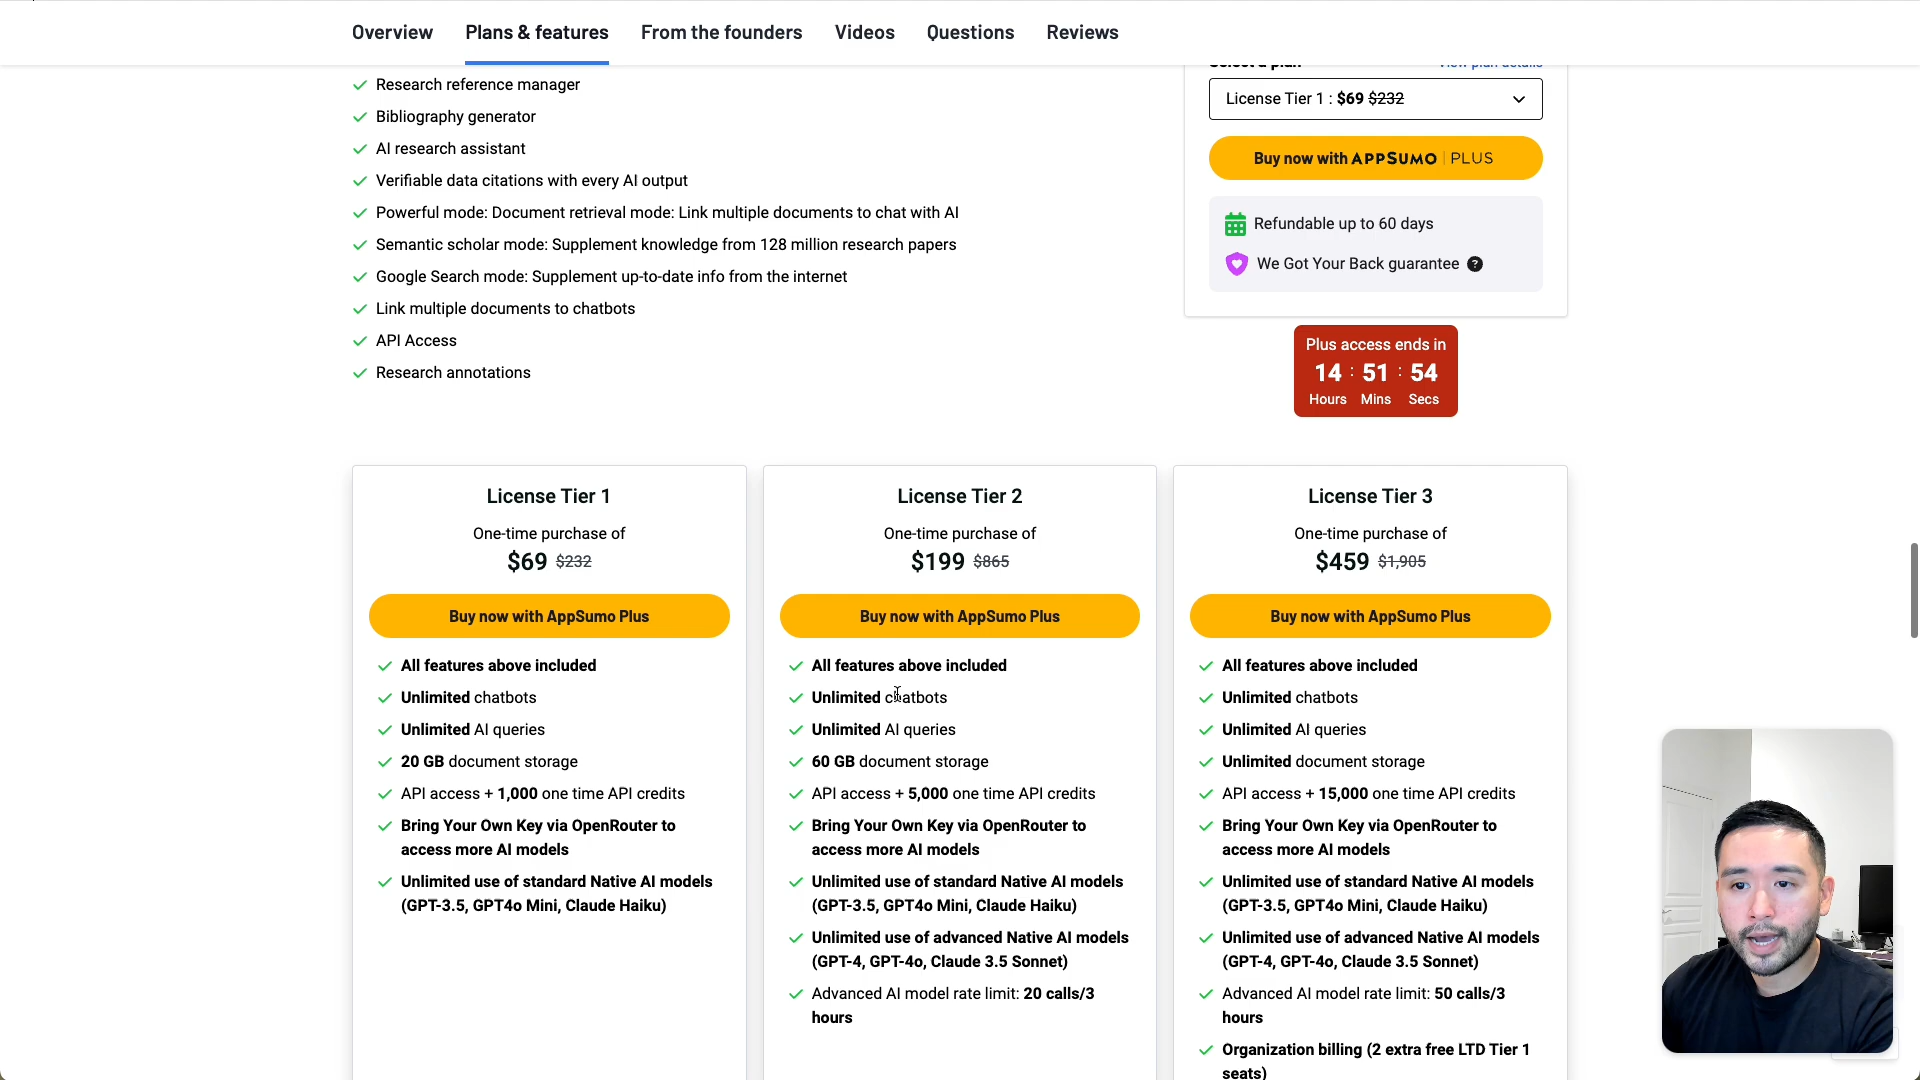 Overview Plans & features From the founders Videos Questions Reviews
Research reference manager
Bibliography generator
AI research assistant
Verifiable data citations with every AI output
Powerful mode: Document retrieval mode: Link multiple documents to chat with AI
Semantic scholar mode: Supplement knowledge from 128 million research papers
Google Search mode: Supplement up-to-date info from the internet
Link multiple documents to chatbots
API Access
Research annotations
License Tier 1 : $69 $232
Buy now with APPSUMO | PLUS
Refundable up to 60 days
We Got Your Back guarantee ?
Plus access ends in
14 : 51 : 54
Hours Mins Secs
License Tier 1
One-time purchase of
$69 $232
Buy now with AppSumo Plus
All features above included
Unlimited chatbots
Unlimited AI queries
20 GB document storage
API access + 1,000 one time API credits
Bring Your Own Key via OpenRouter to
access more AI models
Unlimited use of standard Native AI models
(GPT-3.5, GPT4o Mini, Claude Haiku)
License Tier 2
One-time purchase of
$199 $865
Buy now with AppSumo Plus
All features above included
Unlimited chatbots
Unlimited AI queries
60 GB document storage
API access + 5,000 one time API credits
Bring Your Own Key via OpenRouter to
access more AI models
Unlimited use of standard Native AI models
(GPT-3.5, GPT4o Mini, Claude Haiku)
Unlimited use of advanced Native AI models
(GPT-4, GPT-4o, Claude 3.5 Sonnet)
Advanced AI model rate limit: 20 calls/3
hours
License Tier 3
One-time purchase of
$459 $1,905
Buy now with AppSumo Plus
All features above included
Unlimited chatbots
Unlimited AI queries
Unlimited document storage
API access + 15,000 one time API credits
Bring Your Own Key via OpenRouter to
access more AI models
Unlimited use of standard Native AI models
(GPT-3.5, GPT4o Mini, Claude Haiku)
Unlimited use of advanced Native AI models
(GPT-4, GPT-4o, Claude 3.5 Sonnet)
Advanced AI model rate limit: 50 calls/3
hours
Organization billing (2 extra free LTD Tier 1
seats)